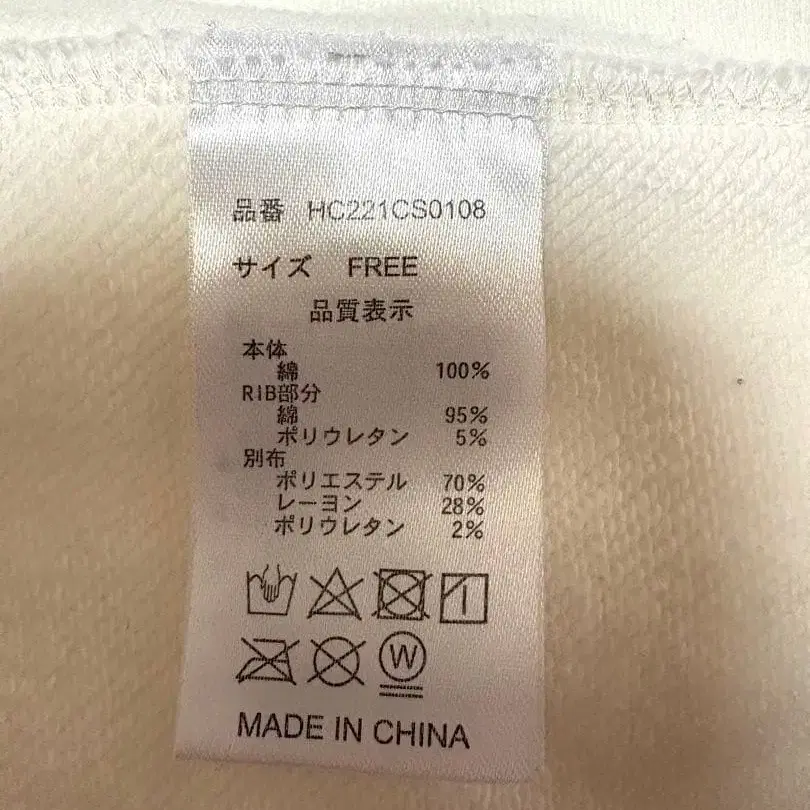 品番 HC221CS0108
サイズ FREE
品質表示
本体
綿 100%
RIB部分
綿 95%
ポリウレタン 5%
別布
ポリエステル 70%
レーヨン 28%
ポリウレタン 2%
W
MADE IN CHINA